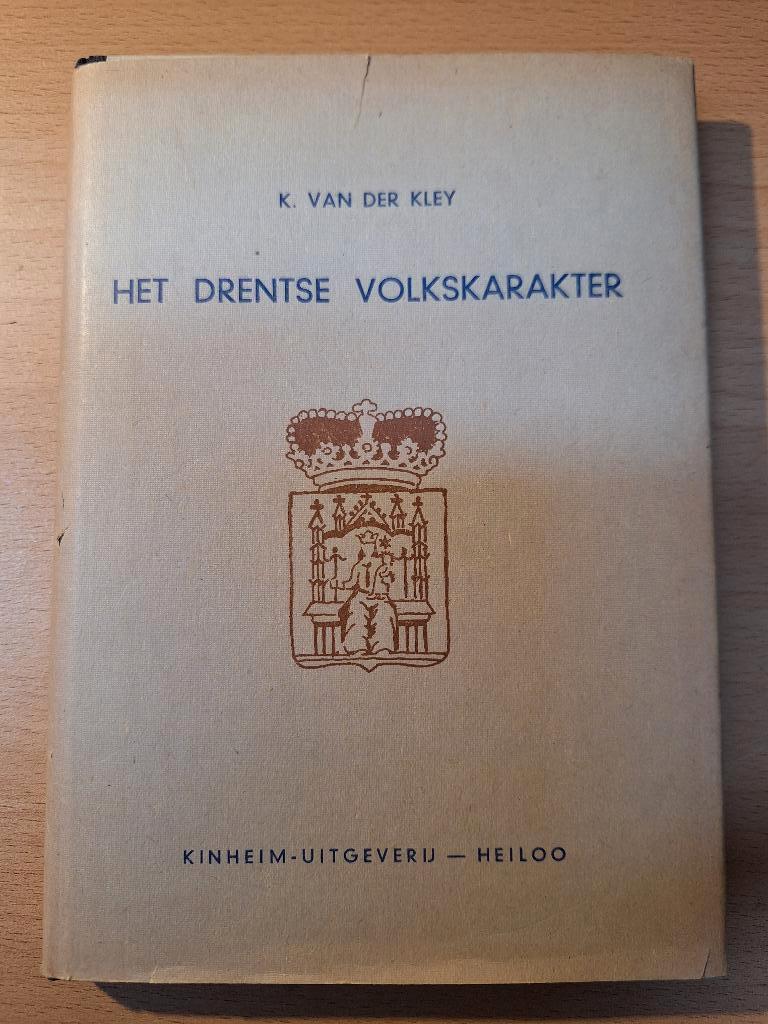 K. VAN DER KLEY
HET DRENTSE VOLKSKARAKTER
KINHEIM-UITGEVERIJ — HEILOO